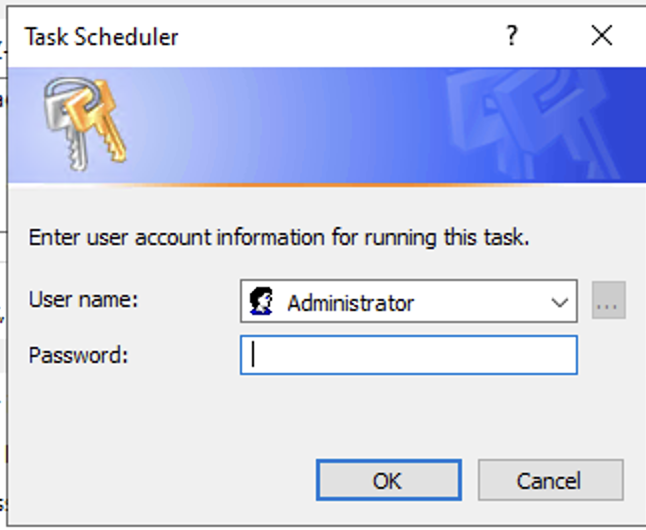 Task Scheduler
Enter user account information for running this task.
User name: Administrator ...
Password:
OK Cancel